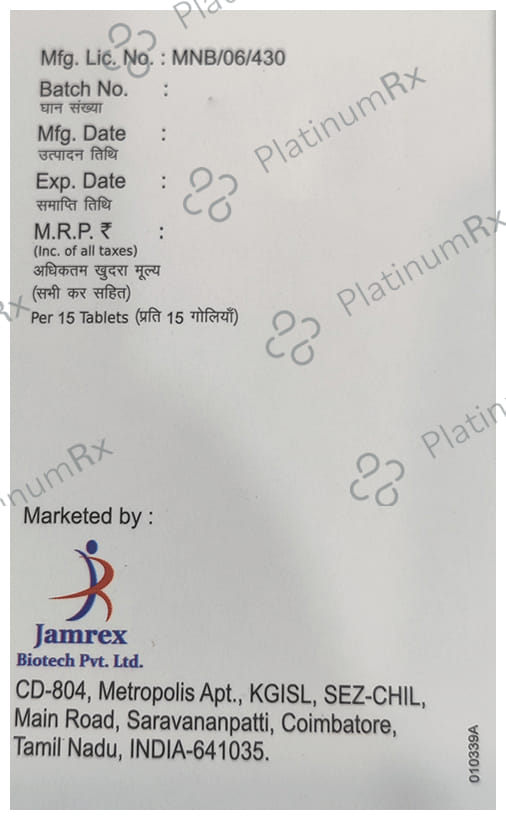 Mfg. Lic. No. : MNB/06/430
Batch No. :
घान संख्या
Mfg. Date :
उत्पादन तिथि
Exp. Date :
समाप्ति तिथि
M.R.P. ₹ :
(Inc. of all taxes)
अधिकतम खुदरा मूल्य
(सभी कर सहित)
Per 15 Tablets (प्रति 15 गोलियाँ)
Marketed by :
Jamrex
Biotech Pvt. Ltd.
CD-804, Metropolis Apt., KGISL, SEZ-CHIL,
Main Road, Saravananpatti, Coimbatore,
Tamil Nadu, INDIA-641035.
010339A
PlatinumRx
PlatinumRx